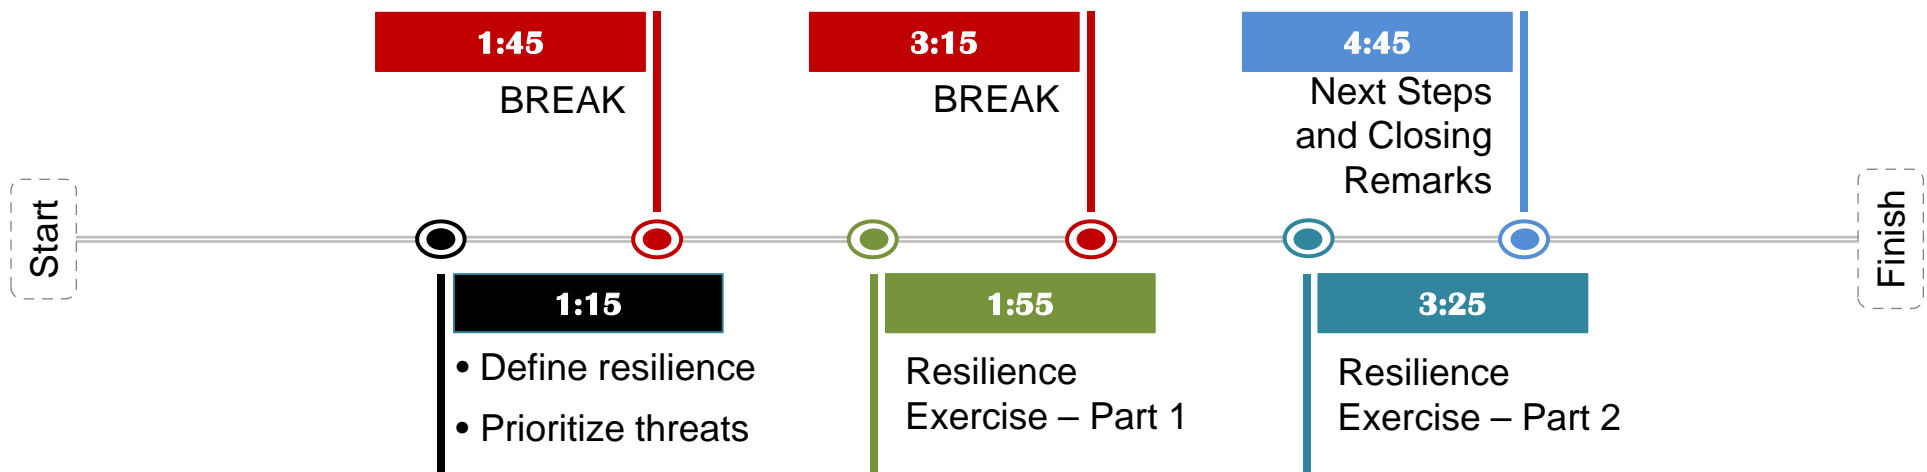 Start
1:15
• Define resilience
• Prioritize threats
1:45
BREAK
1:55
Resilience
Exercise – Part 1
3:15
BREAK
3:25
Resilience
Exercise – Part 2
4:45
Next Steps
and Closing
Remarks
Finish